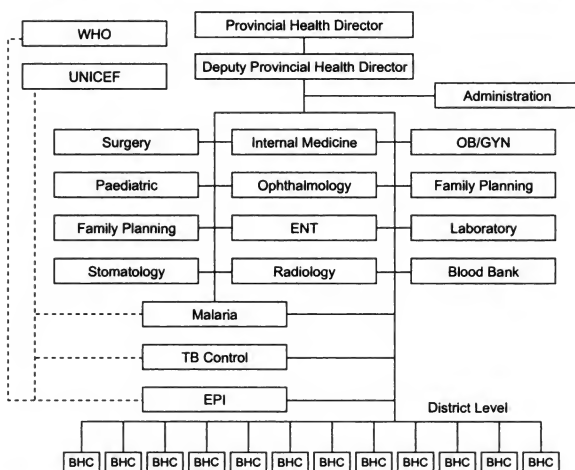 WHO
Provincial Health Director
UNICEF
Deputy Provincial Health Director
Administration
Surgery
Internal Medicine
OB/GYN
Paediatric
Ophthalmology
Family Planning
Family Planning
ENT
Laboratory
Stomatology
Radiology
Blood Bank
Malaria
TB Control
EPI
District Level
BHC BHC BHC BHC BHC BHC BHC BHC BHC BHC BHC BHC